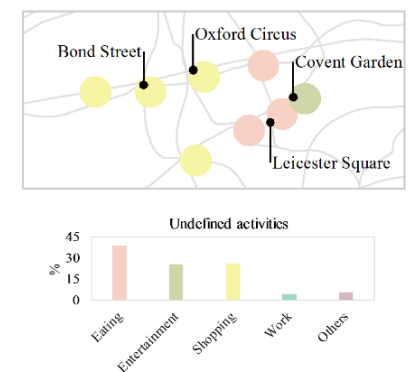 Oxford Circus
Bond Street
Covent Garden
Leicester Square
Undefined activities
45
30
15
0
%
Eating
Entertainment
Shopping
Work
Others